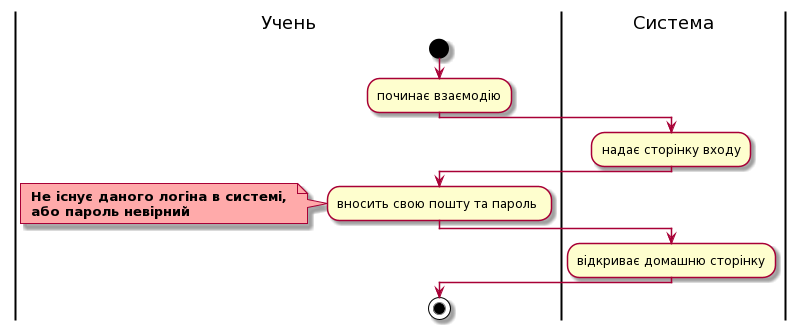 Учень
Система
починає взаємодію
надає сторінку входу
Не існує даного логіна в системі,
або пароль невірний
вносить свою пошту та пароль
відкриває домашню сторінку